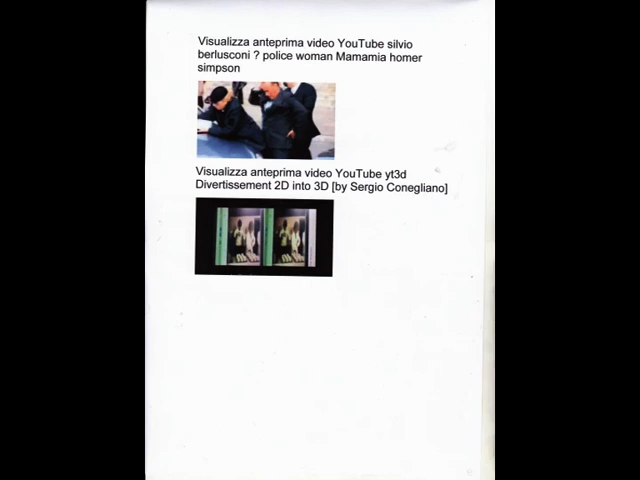 Visualizza anteprima video YouTube silvio
berlusconi ? police woman Mamamia homer
simpson
Visualizza anteprima video YouTube yt3d
Divertissement 2D into 3D [by Sergio Conegliano]